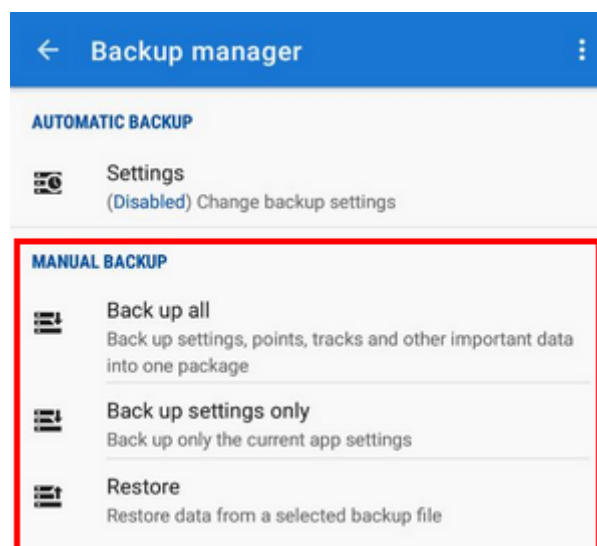 Backup manager
AUTOMATIC BACKUP
Settings
(Disabled) Change backup settings
MANUAL BACKUP
Back up all
Back up settings, points, tracks and other important data
into one package
Back up settings only
Back up only the current app settings
Restore
Restore data from a selected backup file